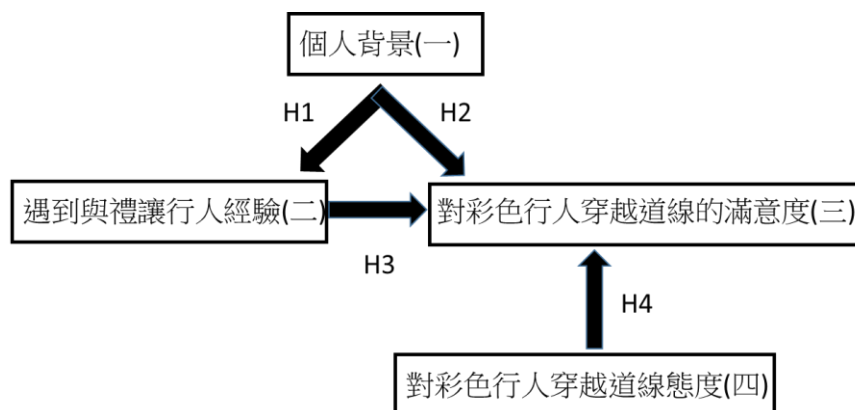 個人背景(一)
H1
H2
遇到與禮讓行人經驗(二)
對彩色行人穿越道線的滿意度(三)
H3
H4
對彩色行人穿越道線態度(四)